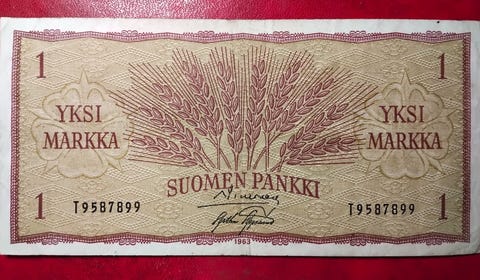 1 1
YKSI YKSI
MARKKA MARKKA
SUOMEN PANKKI
1 T9587899 T9587899 1
1963